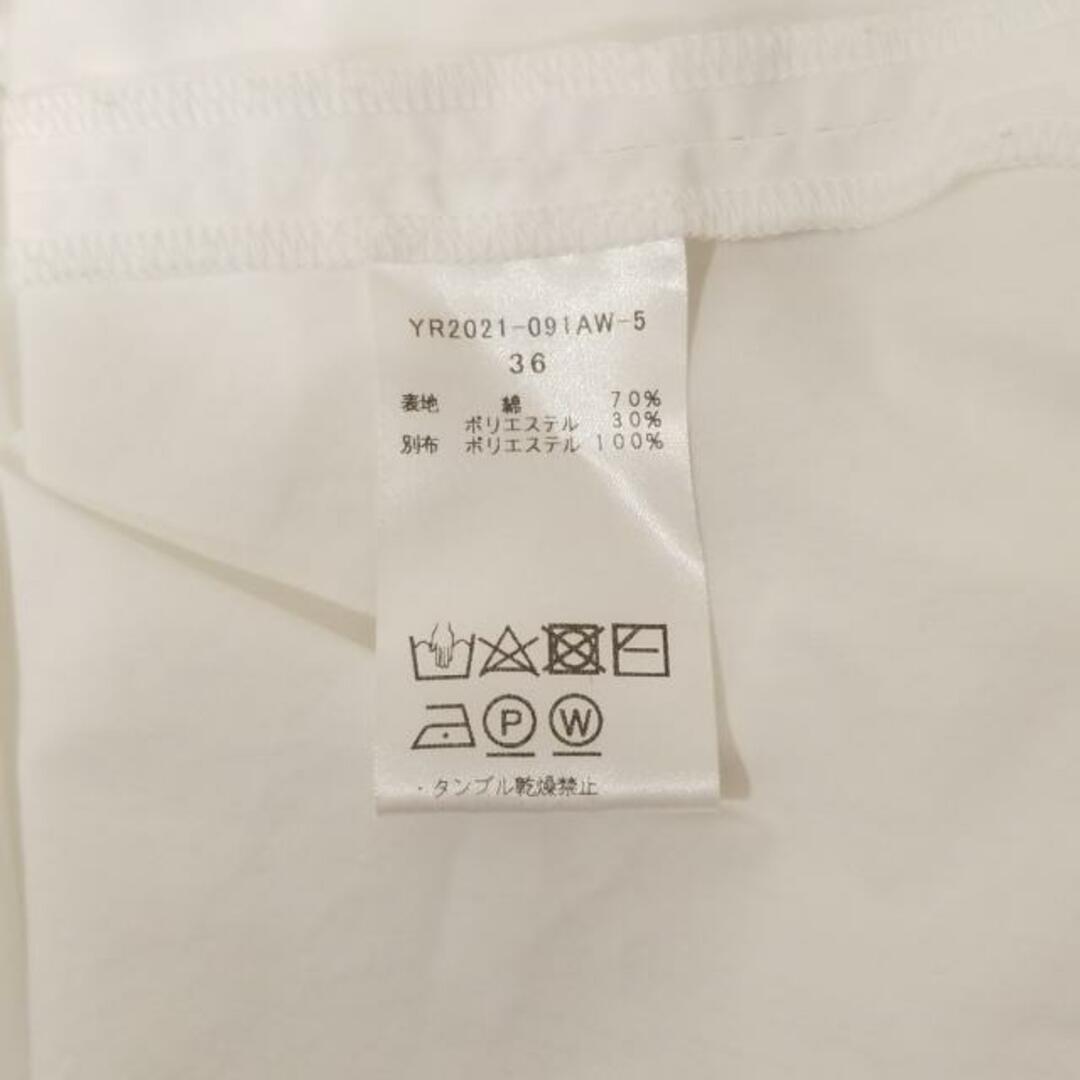 YR2021-091AW-5
36
表地 綿 70%
ポリエステル 30%
別布 ポリエステル 100%
P W
・タンブル乾燥禁止